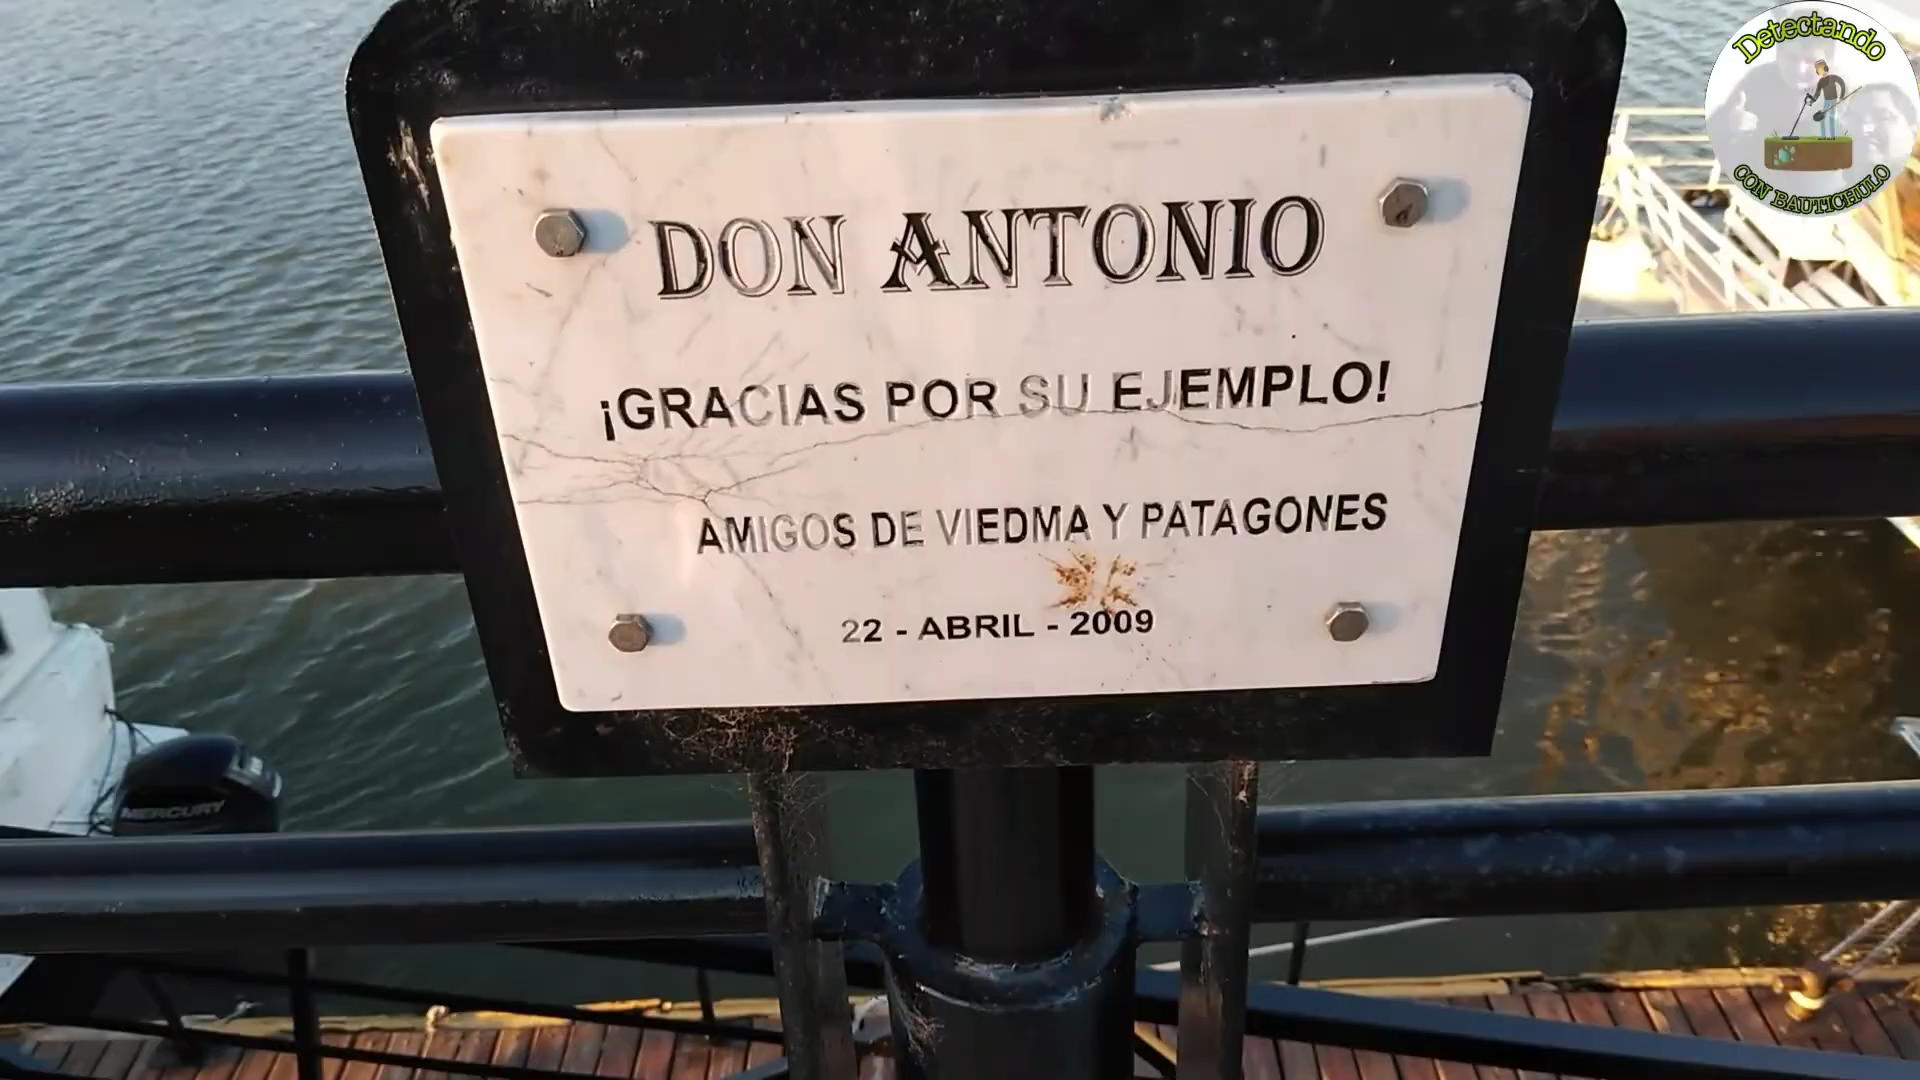 Detectando
CON BAUTICHULO
DON ANTONIO
¡GRACIAS POR SU EJEMPLO!
AMIGOS DE VIEDMA Y PATAGONES
22 - ABRIL - 2009
MERCURY